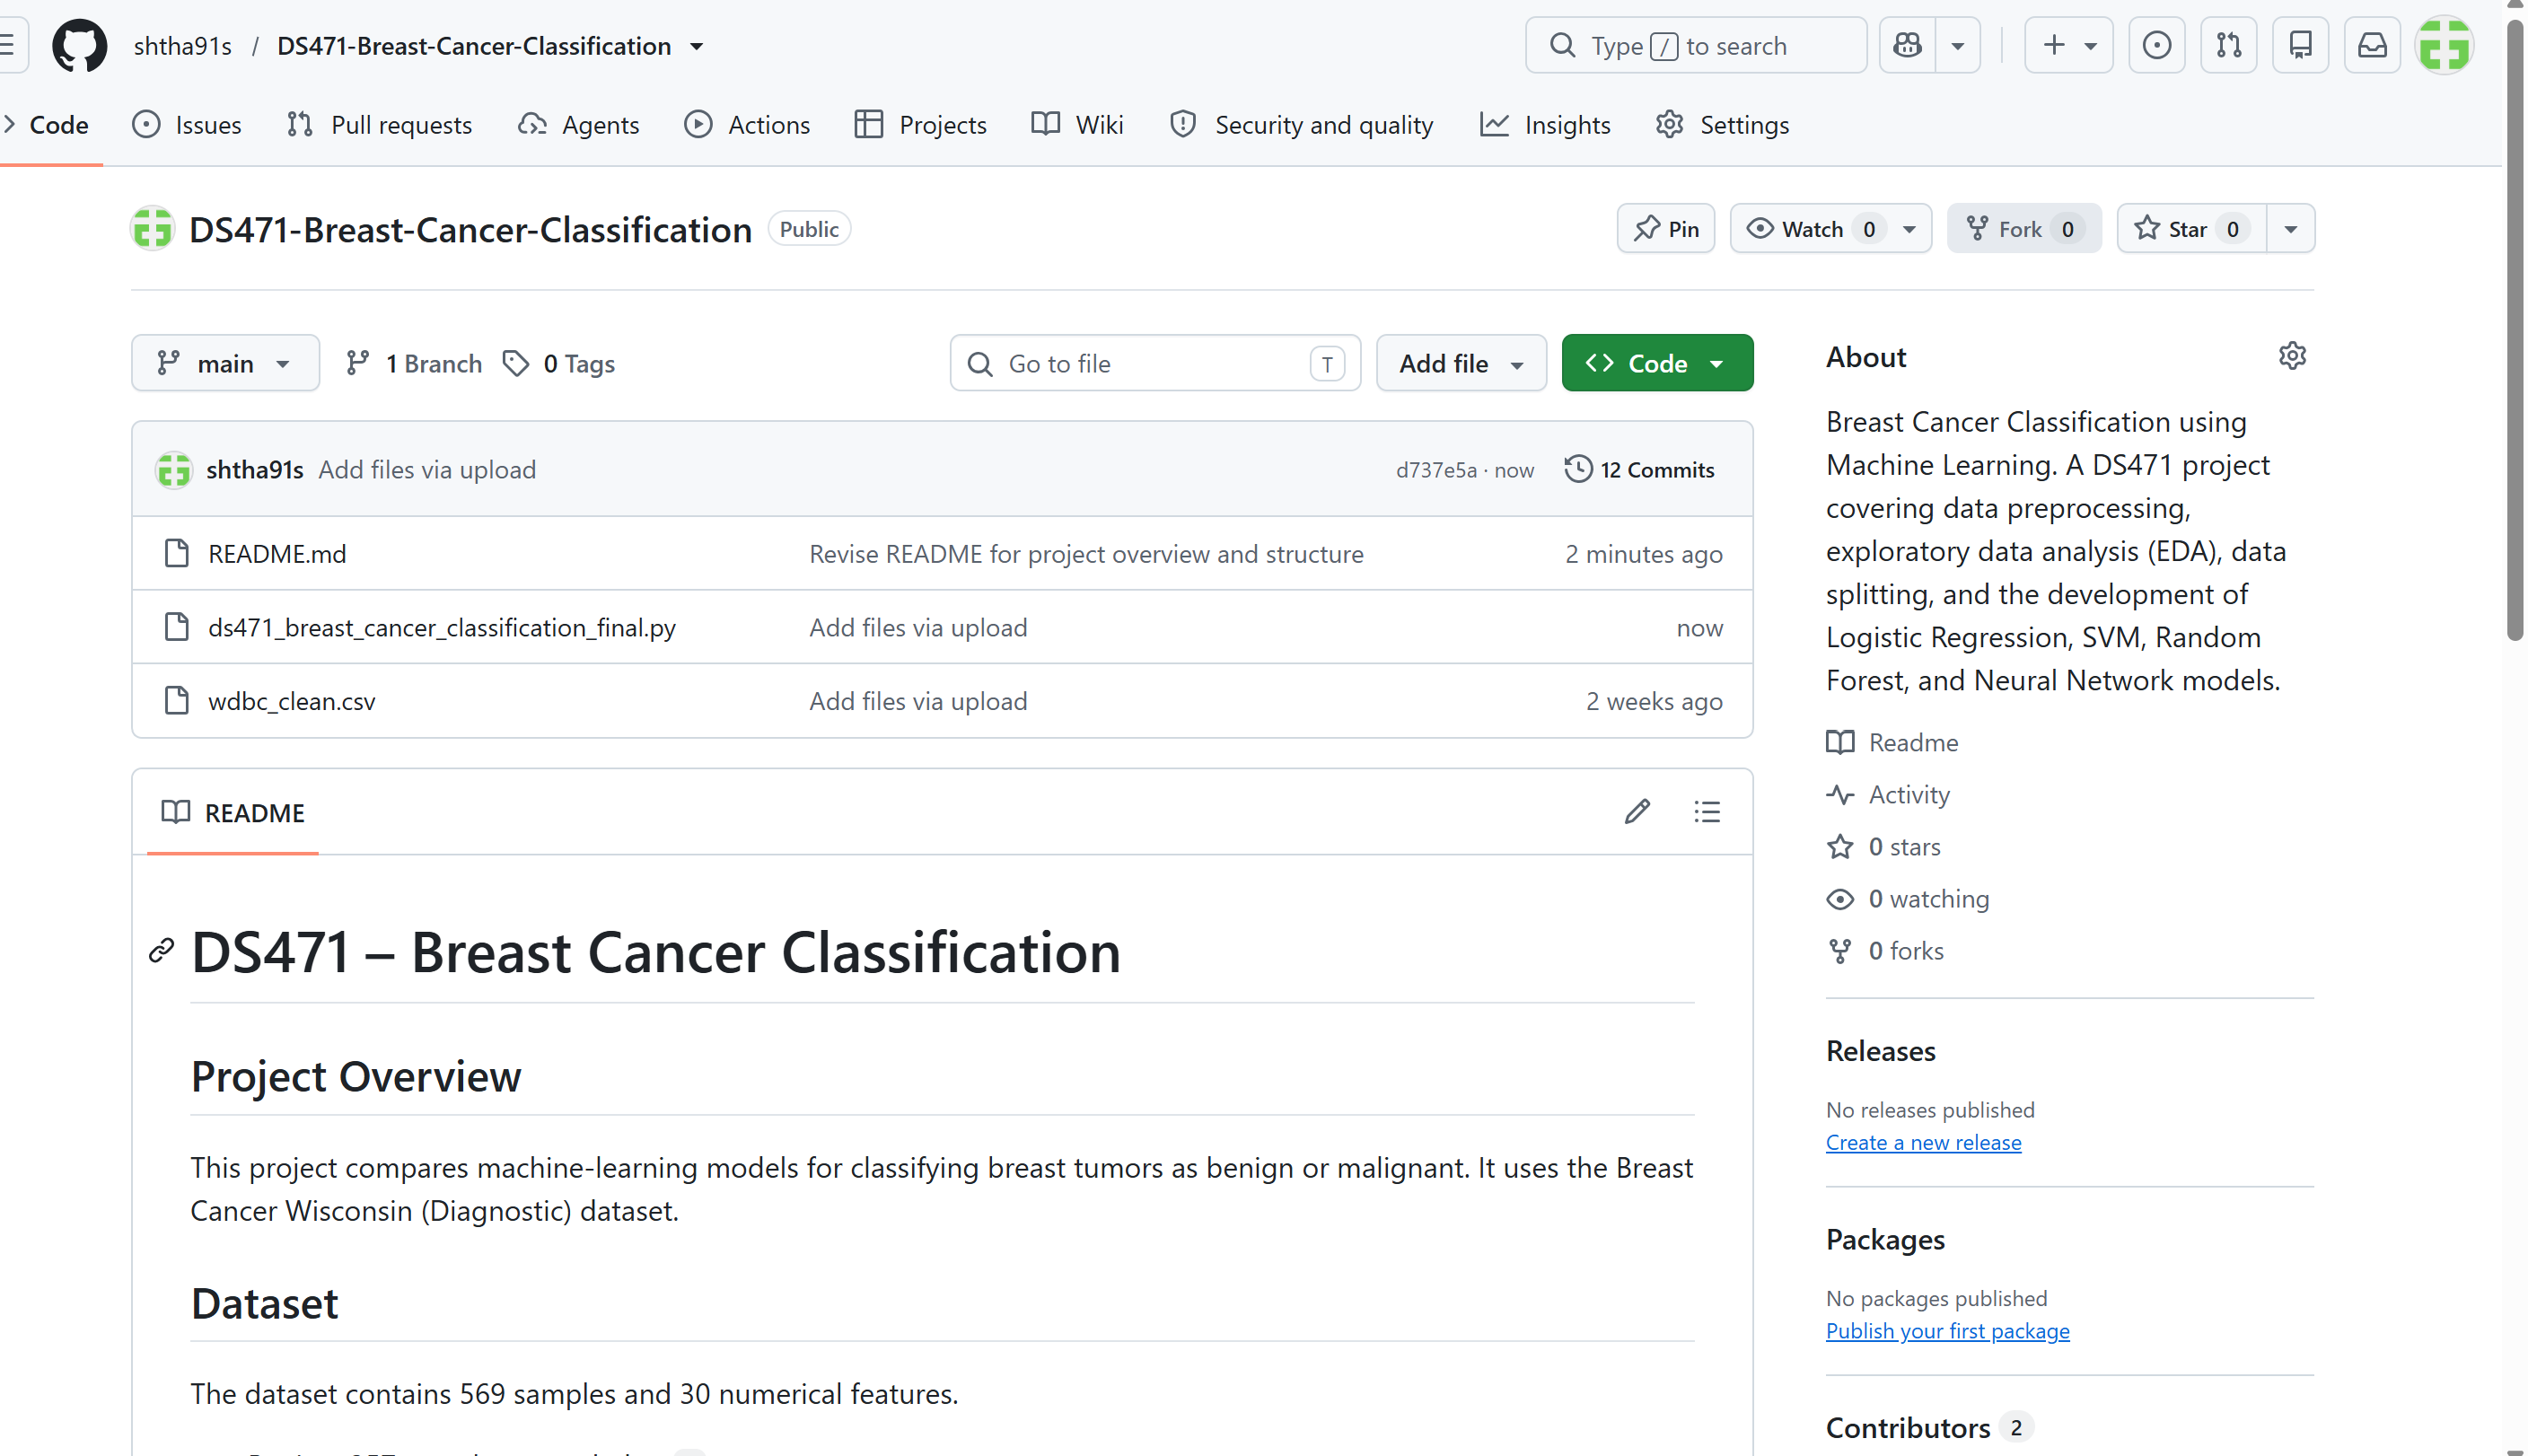 shtha91s / DS471-Breast-Cancer-Classification
Type / to search
Code
Issues
Pull requests
Agents
Actions
Projects
Wiki
Security and quality
Insights
Settings
DS471-Breast-Cancer-Classification Public
Pin
Watch 0
Fork 0
Star 0
main
1 Branch
0 Tags
Go to file T
Add file
Code
shtha91s Add files via upload d737e5a · now 12 Commits
README.md Revise README for project overview and structure 2 minutes ago
ds471_breast_cancer_classification_final.py Add files via upload now
wdbc_clean.csv Add files via upload 2 weeks ago
README
DS471 – Breast Cancer Classification
Project Overview
This project compares machine-learning models for classifying breast tumors as benign or malignant. It uses the Breast
Cancer Wisconsin (Diagnostic) dataset.
Dataset
The dataset contains 569 samples and 30 numerical features.
About
Breast Cancer Classification using
Machine Learning. A DS471 project
covering data preprocessing,
exploratory data analysis (EDA), data
splitting, and the development of
Logistic Regression, SVM, Random
Forest, and Neural Network models.
Readme
Activity
0 stars
0 watching
0 forks
Releases
No releases published
Create a new release
Packages
No packages published
Publish your first package
Contributors 2